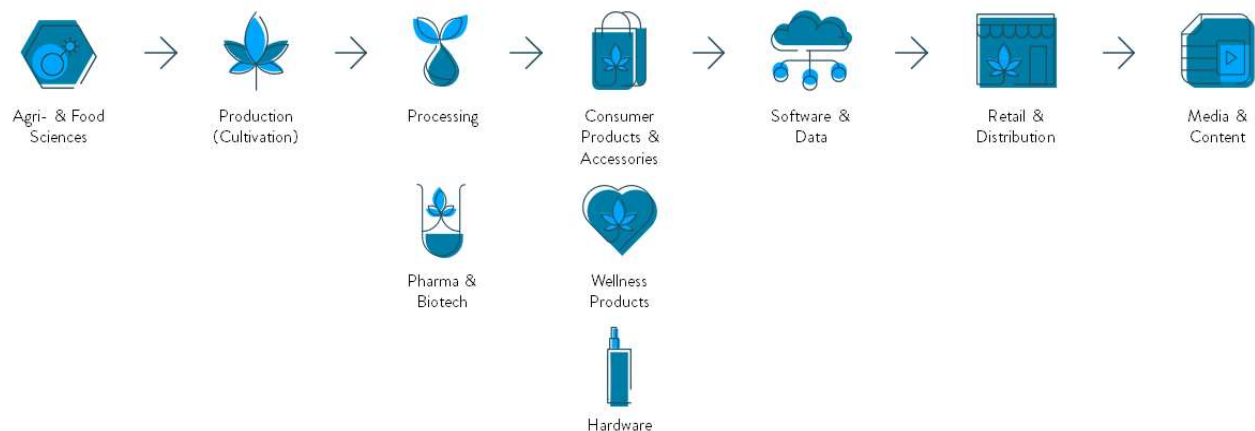 Agri- & Food
Sciences
Production
(Cultivation)
Processing
Consumer
Products &
Accessories
Software &
Data
Retail &
Distribution
Media &
Content
Pharma &
Biotech
Wellness
Products
Hardware